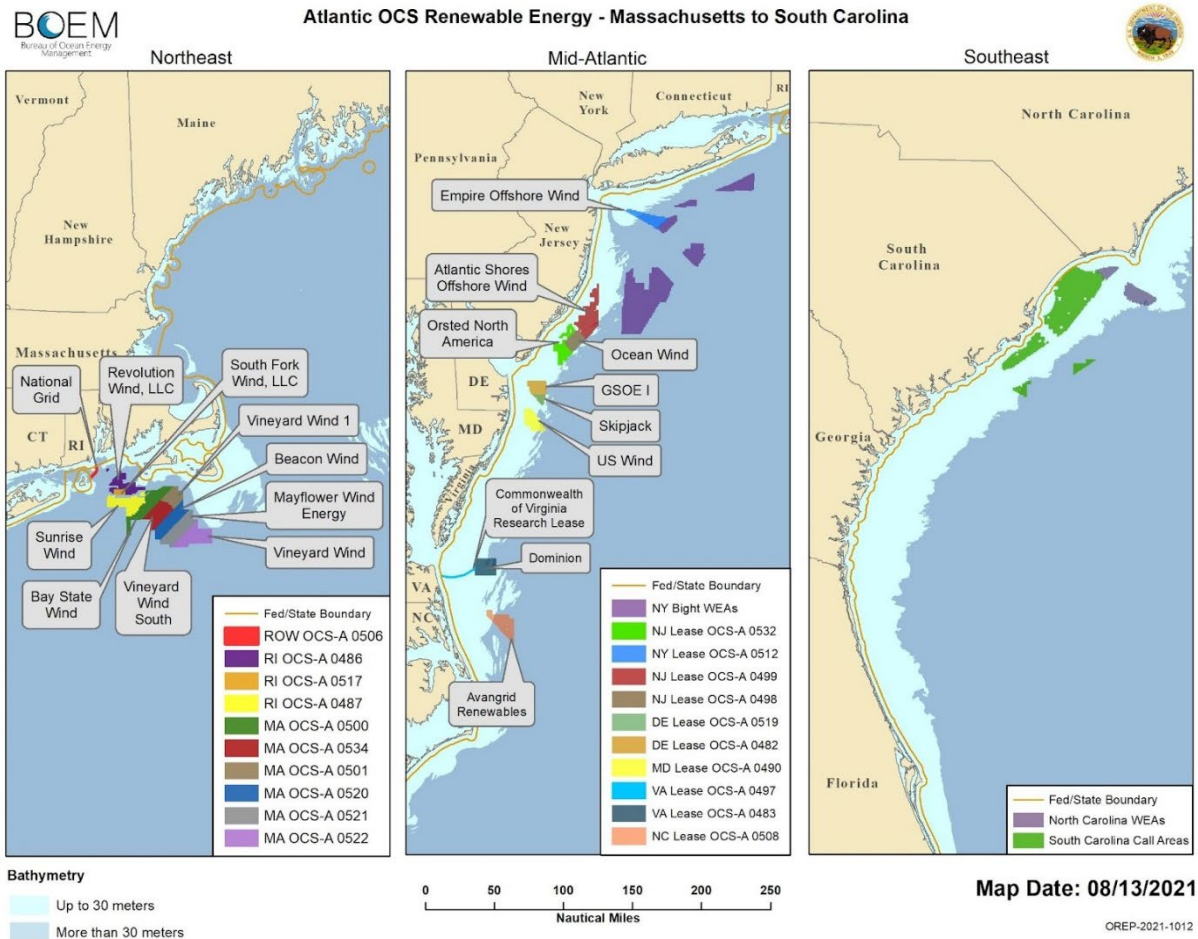 BOEM
Bureau of Ocean Energy
Management
Atlantic OCS Renewable Energy - Massachusetts to South Carolina
U.S. DEPARTMENT OF THE INTERIOR
MARCH 3, 1849
Northeast
Vermont
Maine
New
Hampshire
Massachusetts
National
Grid
Revolution
Wind, LLC
South Fork
Wind, LLC
Vineyard Wind 1
CT
RI
Beacon Wind
Mayflower Wind
Energy
Sunrise
Wind
Vineyard Wind
Bay State
Wind
Vineyard
Wind
South
Fed/State Boundary
ROW OCS-A 0506
RI OCS-A 0486
RI OCS-A 0517
RI OCS-A 0487
MA OCS-A 0500
MA OCS-A 0534
MA OCS-A 0501
MA OCS-A 0520
MA OCS-A 0521
MA OCS-A 0522
Mid-Atlantic
New
York
Connecticut
RI
Pennsylvania
Empire Offshore Wind
New
Jersey
Atlantic Shores
Offshore Wind
Orsted North
America
Ocean Wind
DE
GSOE I
MD
Skipjack
US Wind
Virginia
Commonwealth
of Virginia
Research Lease
Dominion
VA
NC
Avangrid
Renewables
Fed/State Boundary
NY Bight WEAs
NJ Lease OCS-A 0532
NY Lease OCS-A 0512
NJ Lease OCS-A 0499
NJ Lease OCS-A 0498
DE Lease OCS-A 0519
DE Lease OCS-A 0482
MD Lease OCS-A 0490
VA Lease OCS-A 0497
VA Lease OCS-A 0483
NC Lease OCS-A 0508
Southeast
North Carolina
South
Carolina
Georgia
Florida
Fed/State Boundary
North Carolina WEAs
South Carolina Call Areas
Bathymetry
Up to 30 meters
More than 30 meters
0 50 100 150 200 250
Nautical Miles
Map Date: 08/13/2021
OREP-2021-1012